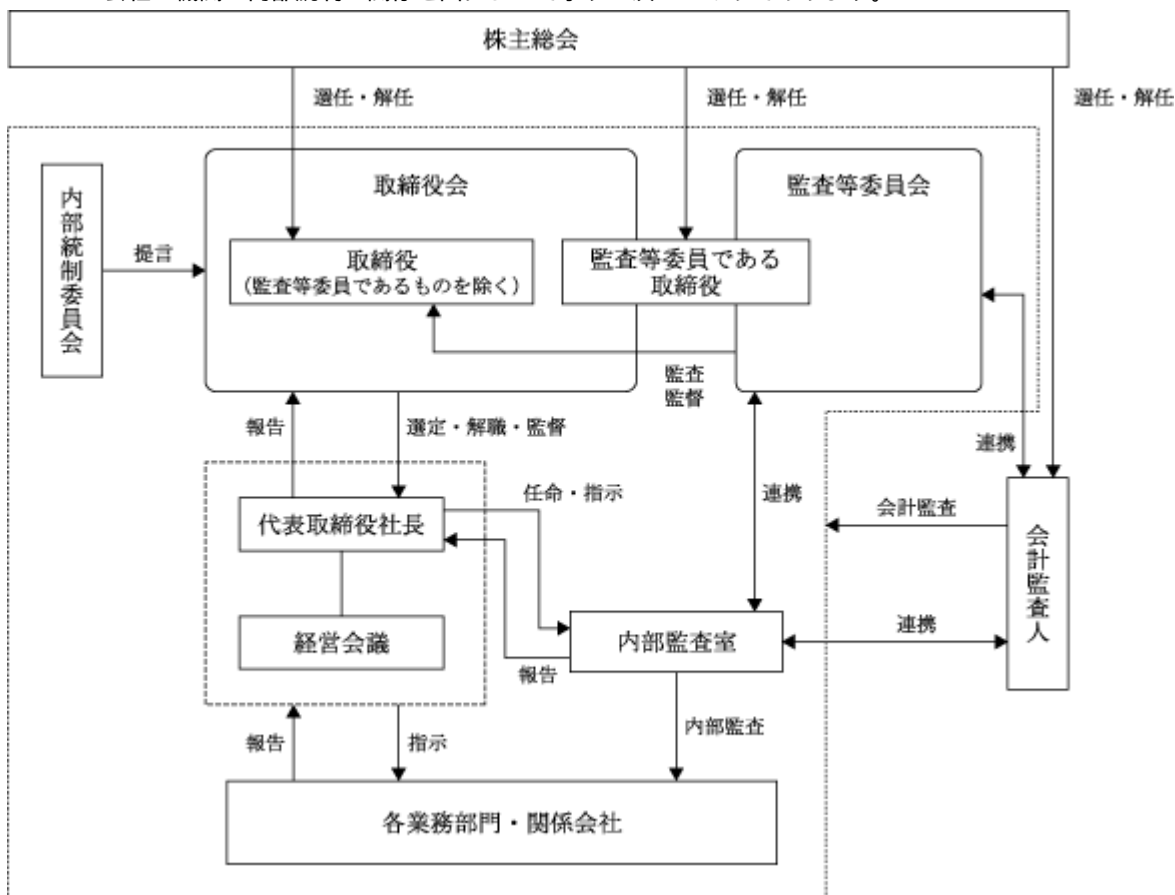 株主総会
選任・解任
選任・解任
選任・解任
取締役会
監査等委員会
内部統制委員会
提言
取締役
(監査等委員であるものを除く)
監査等委員である
取締役
監査
監督
報告
選定・解職・監督
連携
連携
代表取締役社長
任命・指示
会計監査
会計監査人
経営会議
報告
内部監査室
連携
報告
指示
内部監査
各業務部門・関係会社